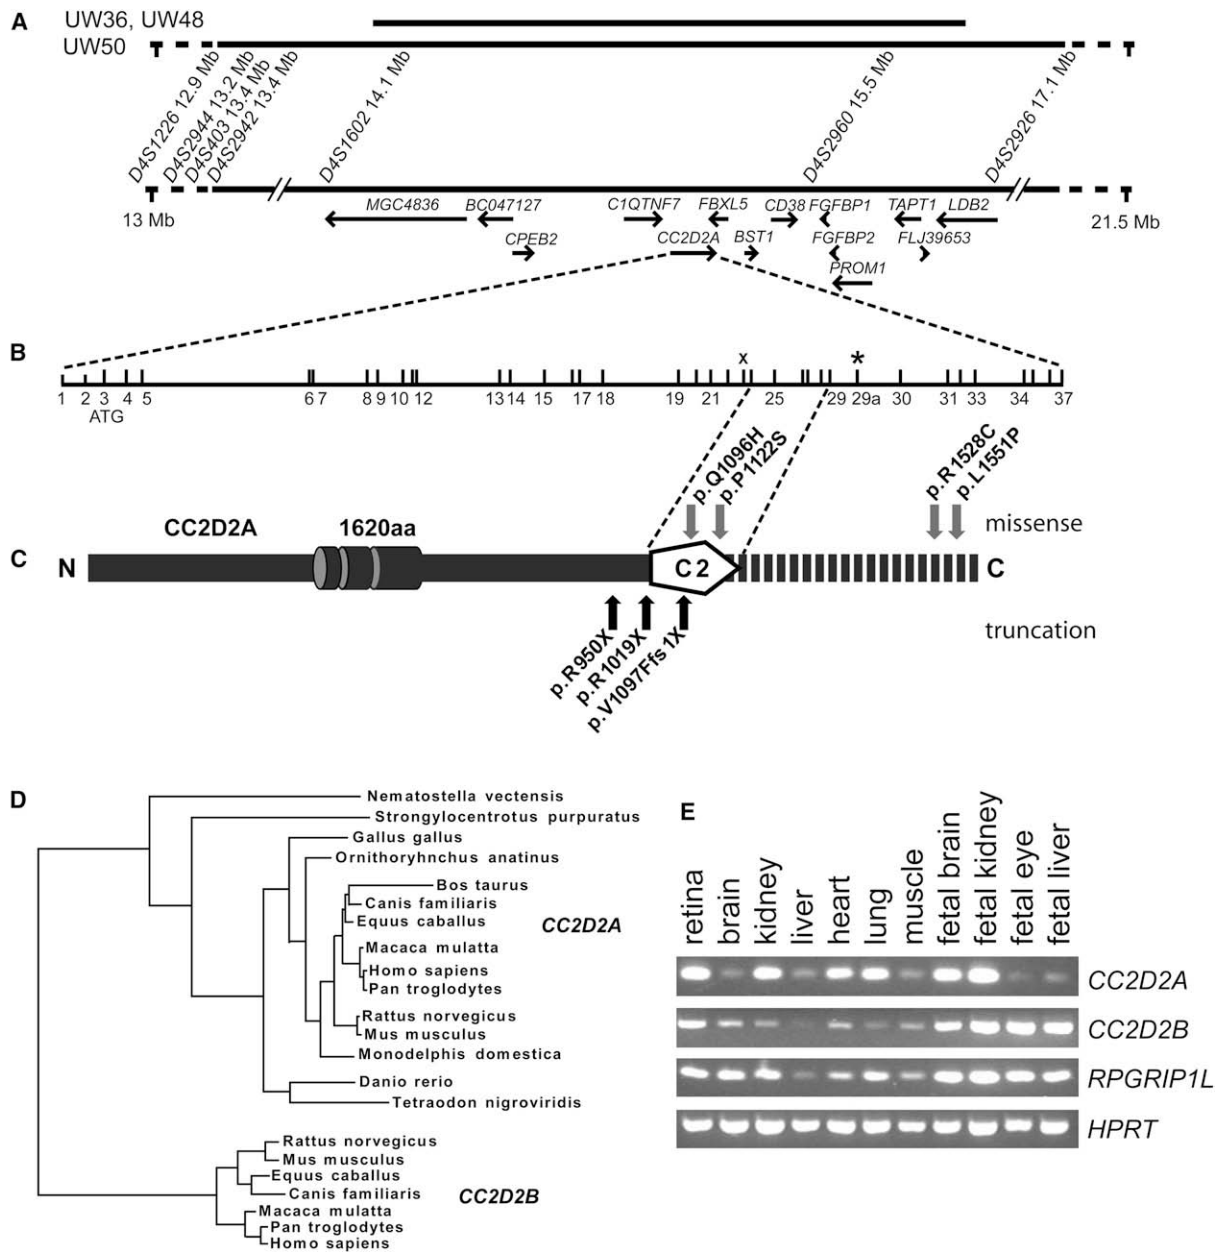 A
UW36, UW48
UW50
D4S1226 12.9 Mb
D4S2944 13.2 Mb
D4S403 13.4 Mb
D4S2942 13.4 Mb
D4S1602 14.1 Mb
D4S2960 15.5 Mb
D4S2926 17.1 Mb
13 Mb
21.5 Mb
MGC4836 BC047127 C1QTNF7 FBXL5 CD38 FGFBP1 TAPT1 LDB2
CPEB2 CC2D2A BST1 FGFBP2 FLJ39653
PROM1
B
x *
1 2 3 4 5 6 7 8 9 10 12 13 14 15 17 18 19 21 25 29 29a 30 31 33 34 37
ATG
p.Q1096H
p.P1122S
p.R1528C
p.L1551P
missense
CC2D2A 1620aa
C N C2 C
truncation
p.R950X
p.R1019X
p.V1097Ffs 1X
D
Nematostella vectensis
Strongylocentrotus purpuratus
Gallus gallus
Ornithoryhnchus anatinus
Bos taurus
Canis familiaris
Equus caballus
CC2D2A
Macaca mulatta
Homo sapiens
Pan troglodytes
Rattus norvegicus
Mus musculus
Monodelphis domestica
Danio rerio
Tetraodon nigroviridis
Rattus norvegicus
Mus musculus
Equus caballus
Canis familiaris
CC2D2B
Macaca mulatta
Pan troglodytes
Homo sapiens
E
retina
brain
kidney
liver
heart
lung
muscle
fetal brain
fetal kidney
fetal eye
fetal liver
CC2D2A
CC2D2B
RPGRIP1L
HPRT